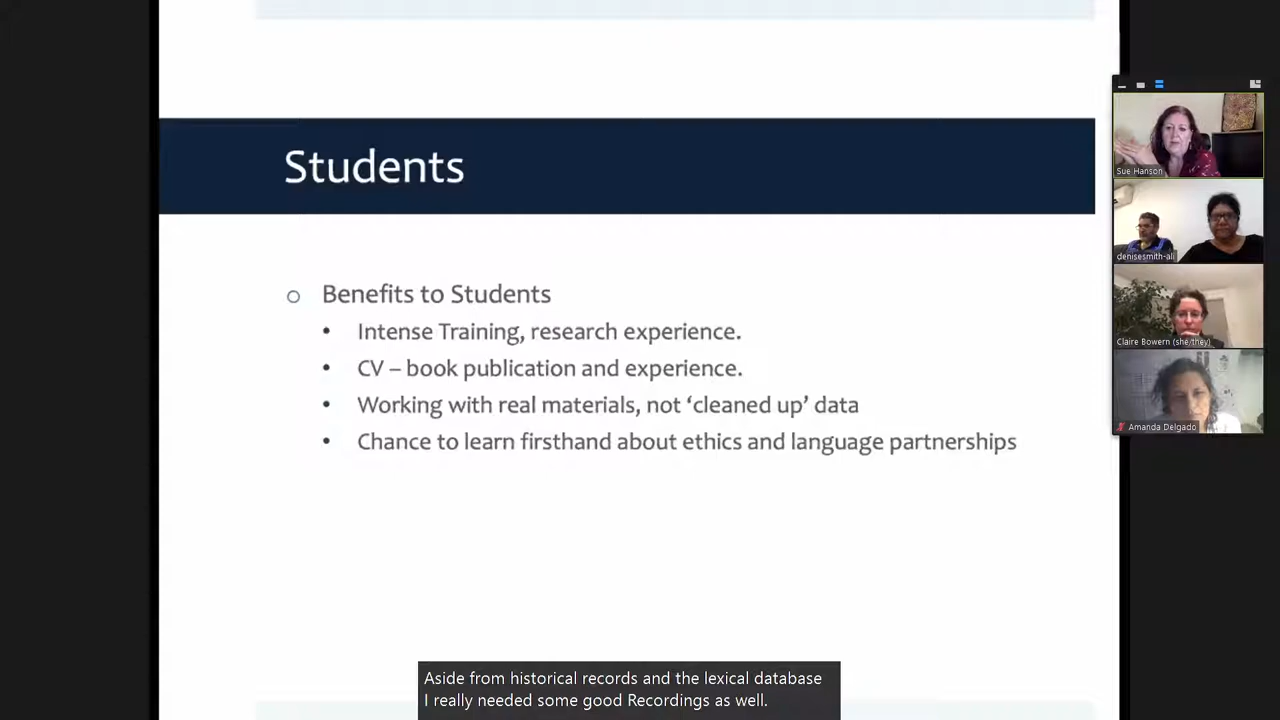 Students
Benefits to Students
Intense Training, research experience.
CV – book publication and experience.
Working with real materials, not ‘cleaned up’ data
Chance to learn firsthand about ethics and language partnerships
Sue Hanson
denisesmith-ali
Claire Bowern (she/they)
Amanda Delgado
Aside from historical records and the lexical database
I really needed some good Recordings as well.